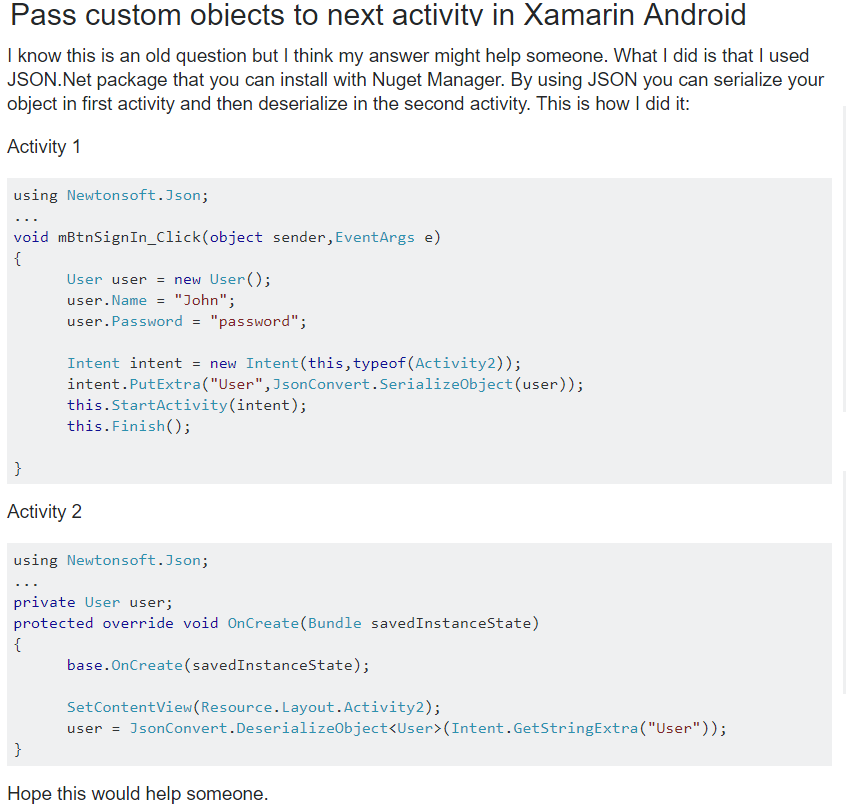 Pass custom objects to next activity in Xamarin Android
I know this is an old question but I think my answer might help someone. What I did is that I used
JSON.Net package that you can install with Nuget Manager. By using JSON you can serialize your
object in first activity and then deserialize in the second activity. This is how I did it:
Activity 1
using Newtonsoft.Json;
...
void mBtnSignIn_Click(object sender,EventArgs e)
{
      User user = new User();
      user.Name = "John";
      user.Password = "password";
      Intent intent = new Intent(this,typeof(Activity2));
      intent.PutExtra("User",JsonConvert.SerializeObject(user));
      this.StartActivity(intent);
      this.Finish();
}
Activity 2
using Newtonsoft.Json;
...
private User user;
protected override void OnCreate(Bundle savedInstanceState)
{
      base.OnCreate(savedInstanceState);
      SetContentView(Resource.Layout.Activity2);
      user = JsonConvert.DeserializeObject<User>(Intent.GetStringExtra("User"));
}
Hope this would help someone.